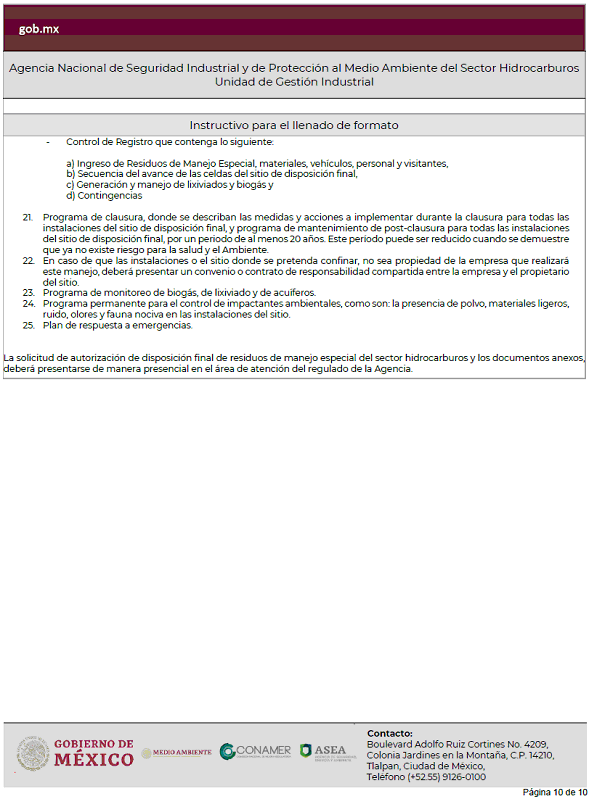 gob.mx
Agencia Nacional de Seguridad Industrial y de Protección al Medio Ambiente del Sector Hidrocarburos
Unidad de Gestión Industrial
Instructivo para el llenado de formato
- Control de Registro que contenga lo siguiente:
a) Ingreso de Residuos de Manejo Especial, materiales, vehículos, personal y visitantes,
b) Secuencia del avance de las celdas del sitio de disposición final,
c) Generación y manejo de lixiviados y biogás y
d) Contingencias
21. Programa de clausura, donde se describan las medidas y acciones a implementar durante la clausura para todas las
instalaciones del sitio de disposición final, y programa de mantenimiento de post-clausura para todas las instalaciones
del sitio de disposición final, por un periodo de al menos 20 años. Este período puede ser reducido cuando se demuestre
que ya no existe riesgo para la salud y el Ambiente.
22. En caso de que las instalaciones o el sitio donde se pretenda confinar, no sea propiedad de la empresa que realizará
este manejo, deberá presentar un convenio o contrato de responsabilidad compartida entre la empresa y el propietario
del sitio.
23. Programa de monitoreo de biogás, de lixiviado y de acuíferos.
24. Programa permanente para el control de impactantes ambientales, como son: la presencia de polvo, materiales ligeros,
ruido, olores y fauna nociva en las instalaciones del sitio.
25. Plan de respuesta a emergencias.
La solicitud de autorización de disposición final de residuos de manejo especial del sector hidrocarburos y los documentos anexos,
deberá presentarse de manera presencial en el área de atención del regulado de la Agencia.
GOBIERNO DE
MÉXICO
MEDIO AMBIENTE
CONAMER
ASEA
Contacto:
Boulevard Adolfo Ruiz Cortines No. 4209,
Colonia Jardines en la Montaña, C.P. 14210,
Tlalpan, Ciudad de México,
Teléfono (+52.55) 9126-0100
Página 10 de 10